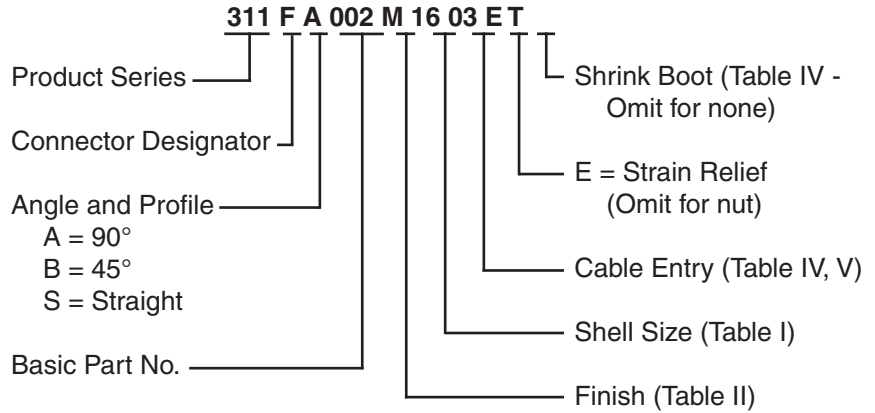 311 F A 002 M 16 03 E T
Product Series
Connector Designator
Angle and Profile
A = 90°
B = 45°
S = Straight
Basic Part No.
Shrink Boot (Table IV -
Omit for none)
E = Strain Relief
(Omit for nut)
Cable Entry (Table IV, V)
Shell Size (Table I)
Finish (Table II)